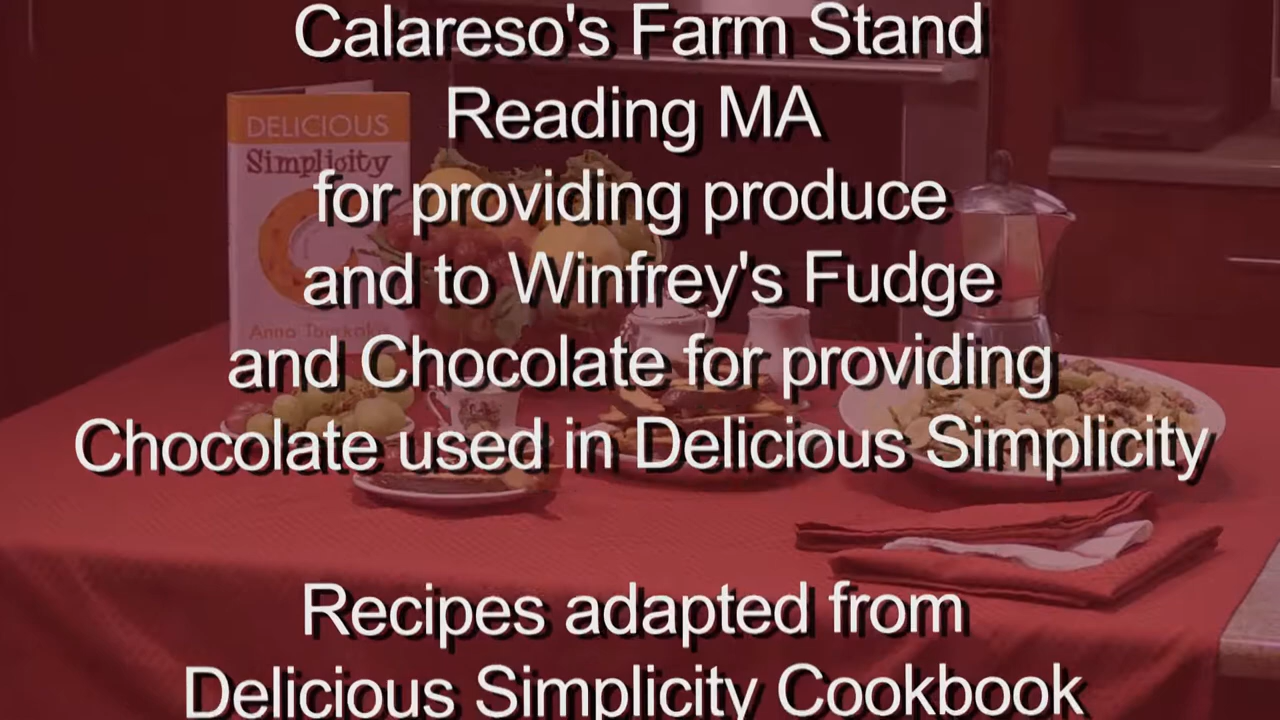 Calareso's Farm Stand
Reading MA
for providing produce
and to Winfrey's Fudge
and Chocolate for providing
Chocolate used in Delicious Simplicity
Recipes adapted from
Delicious Simplicity Cookbook
DELICIOUS
Simplicity
Anna